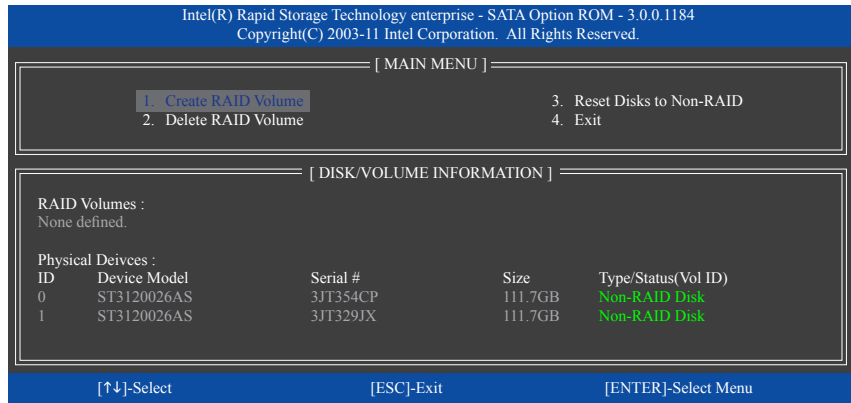 Intel(R) Rapid Storage Technology enterprise - SATA Option ROM - 3.0.0.1184
Copyright(C) 2003-11 Intel Corporation. All Rights Reserved.
[ MAIN MENU ]
1. Create RAID Volume 3. Reset Disks to Non-RAID
2. Delete RAID Volume 4. Exit
[ DISK/VOLUME INFORMATION ]
RAID Volumes :
None defined.
Physical Deivces :
ID Device Model Serial # Size Type/Status(Vol ID)
0 ST3120026AS 3JT354CP 111.7GB Non-RAID Disk
1 ST3120026AS 3JT329JX 111.7GB Non-RAID Disk
[↑↓]-Select [ESC]-Exit [ENTER]-Select Menu